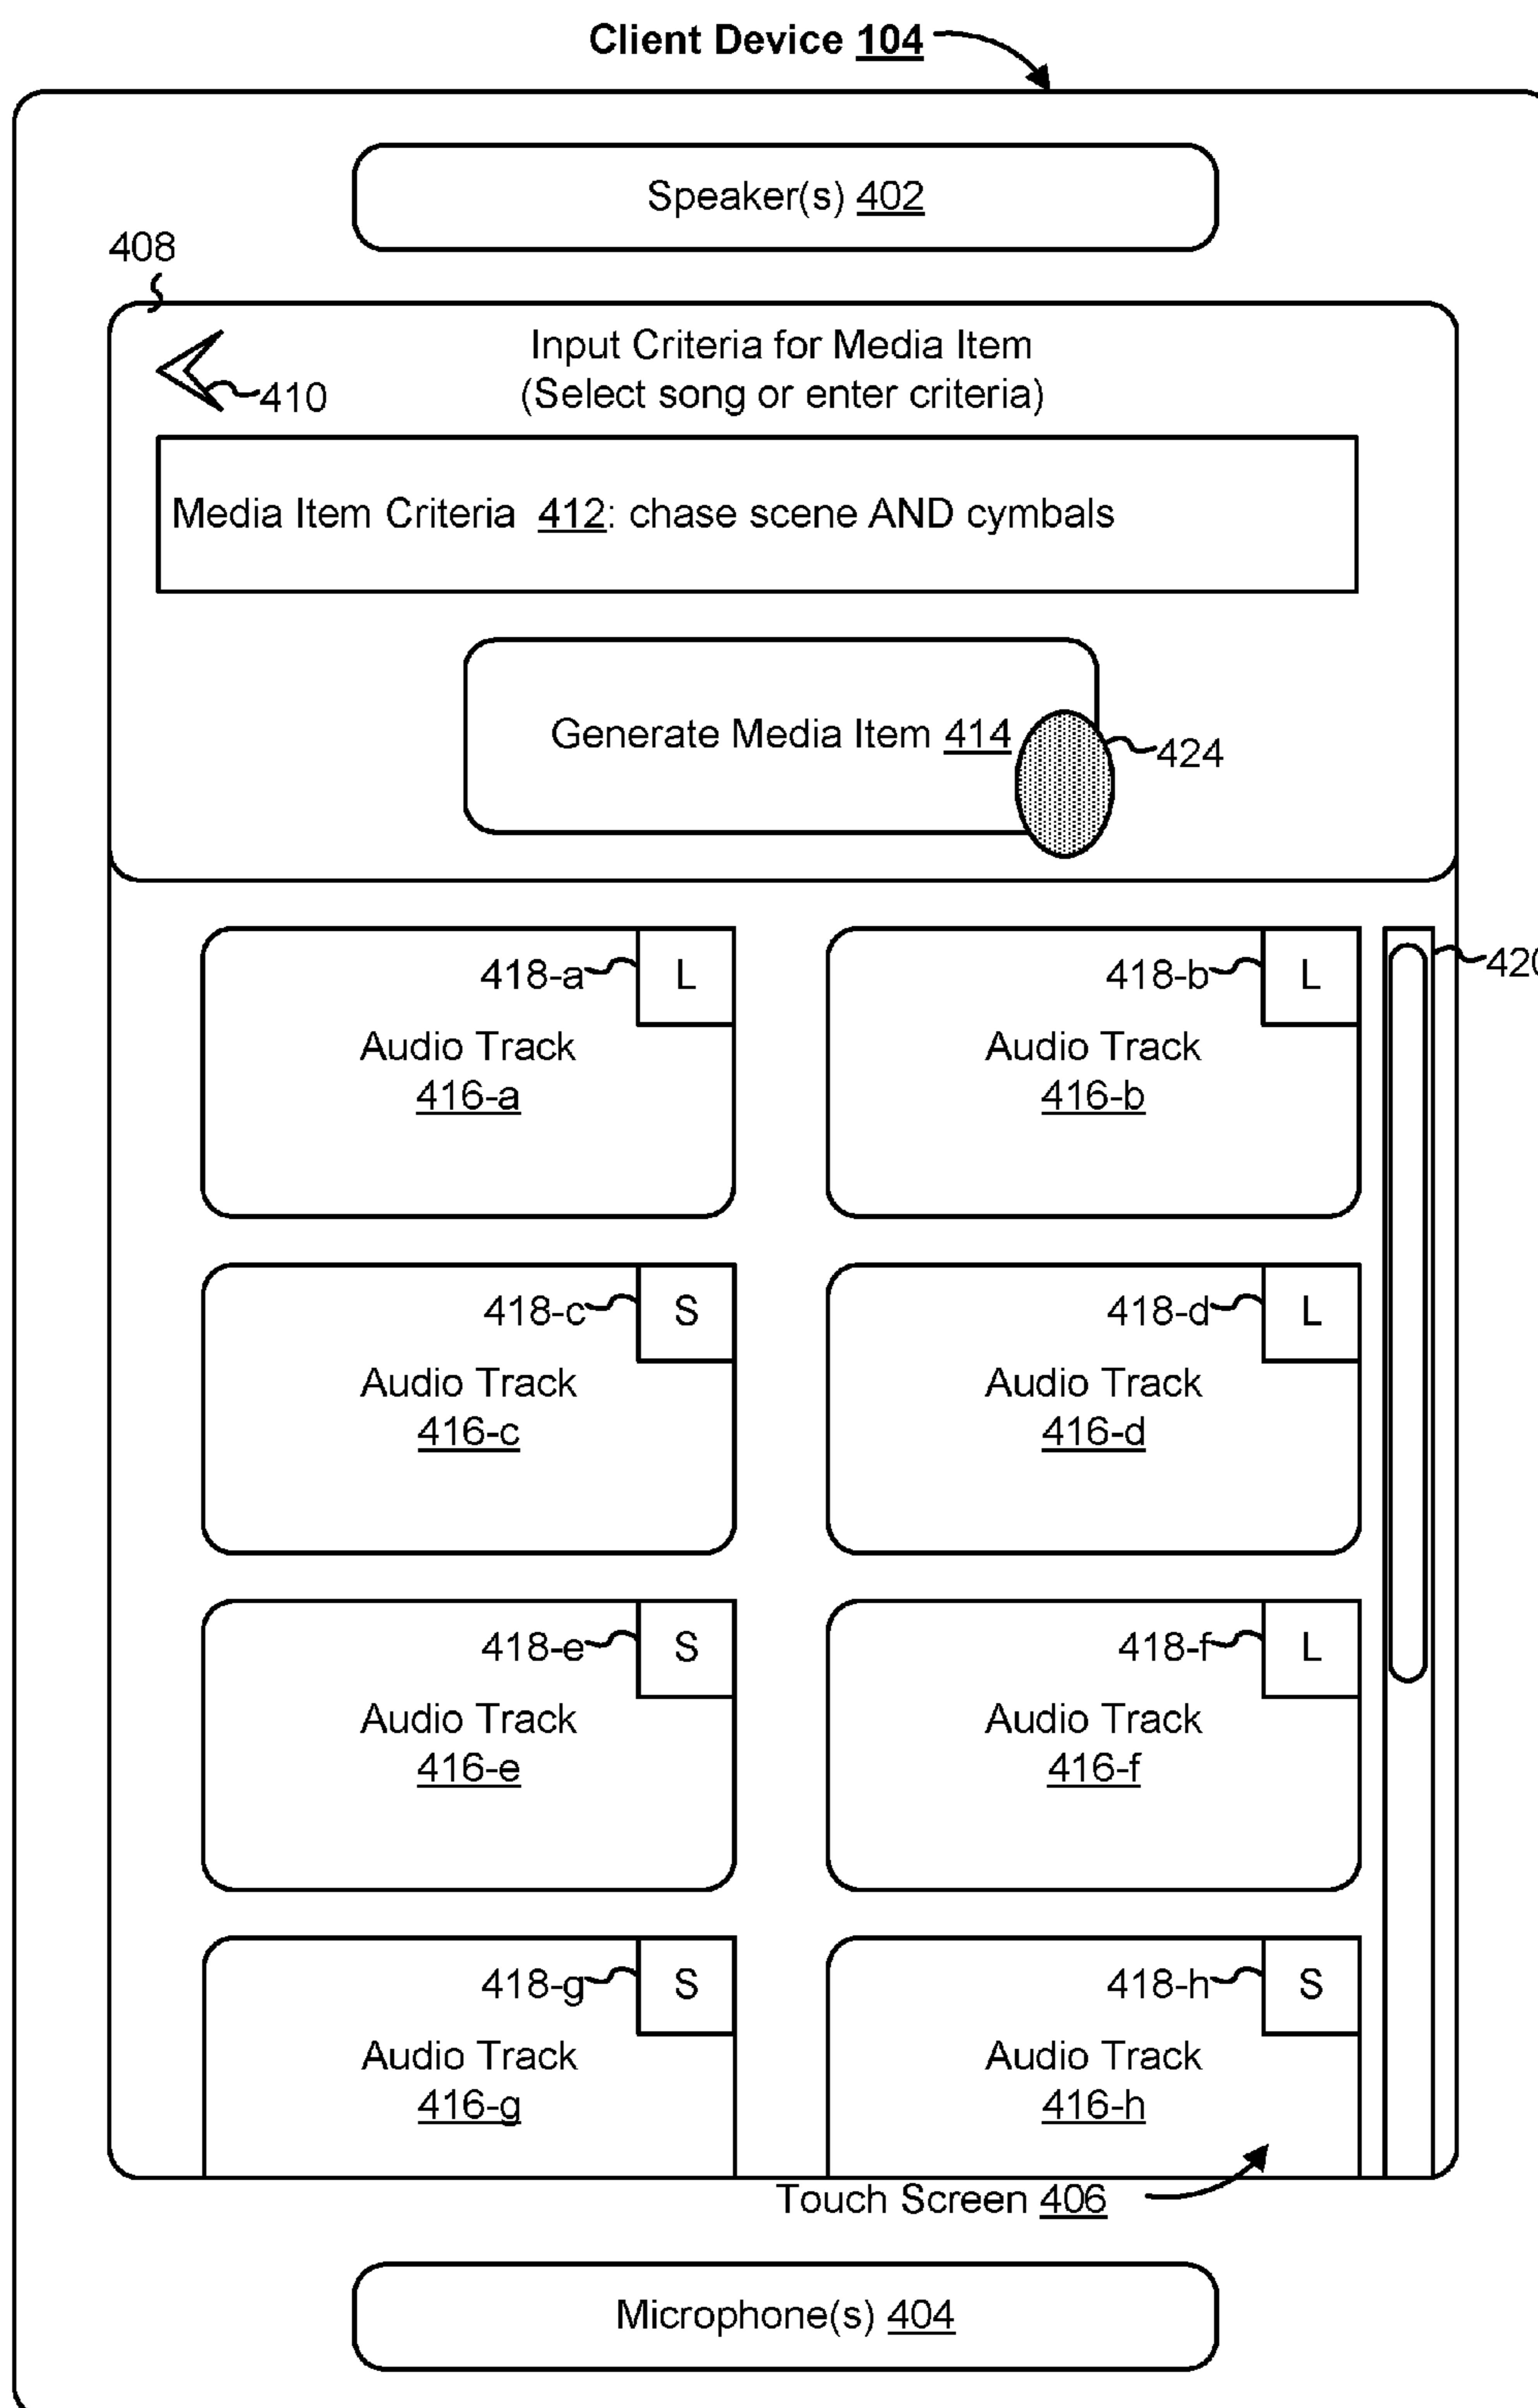 Client Device 104
Speaker(s) 402
408
Input Criteria for Media Item
(Select song or enter criteria)
410
Media Item Criteria 412: chase scene AND cymbals
Generate Media Item 414
424
418-a L
418-b L
420
Audio Track
416-a
Audio Track
416-b
418-c S
418-d L
Audio Track
416-c
Audio Track
416-d
418-e S
418-f L
Audio Track
416-e
Audio Track
416-f
418-g S
418-h S
Audio Track
416-g
Audio Track
416-h
Touch Screen 406
Microphone(s) 404